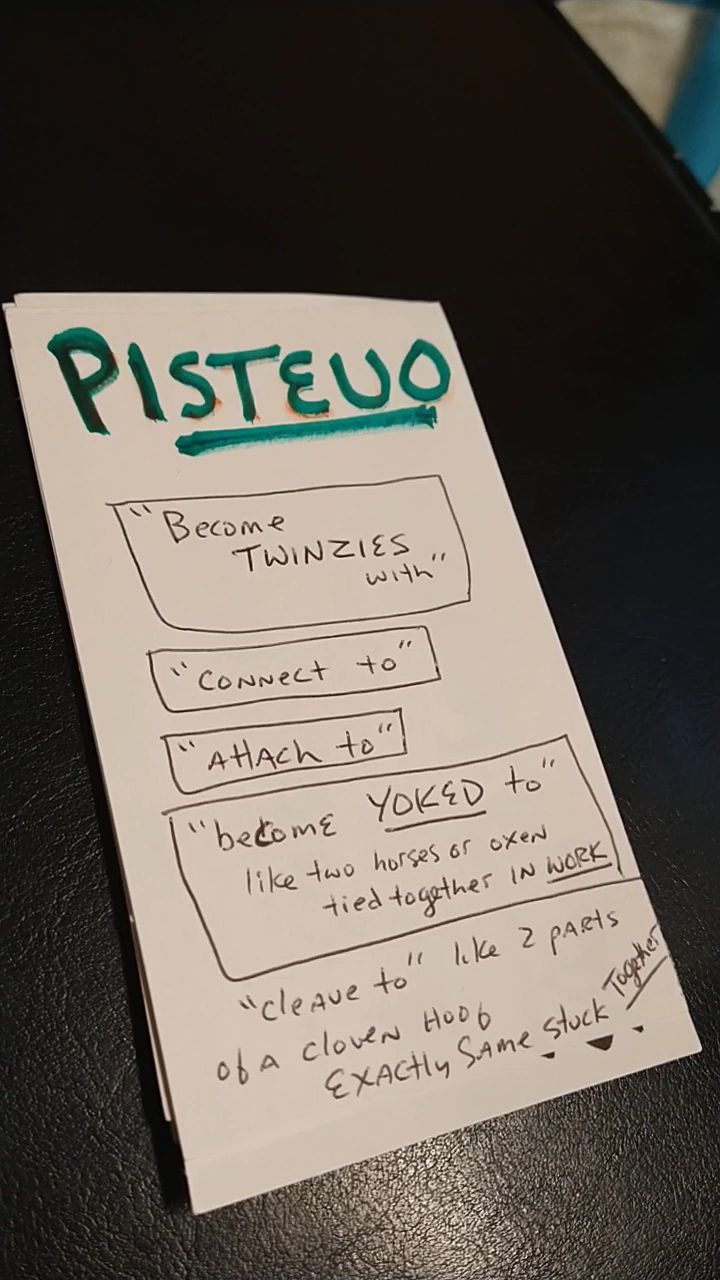 PISTEUO
"Become
TWINZIES
with"
"CONNect to"
"AttAch to"
"become YOKED to"
like two horses or oxen
tied together IN WORK
"cleave to" like 2 parts
of a cloven Hoof
EXACtly SAme stuck Together